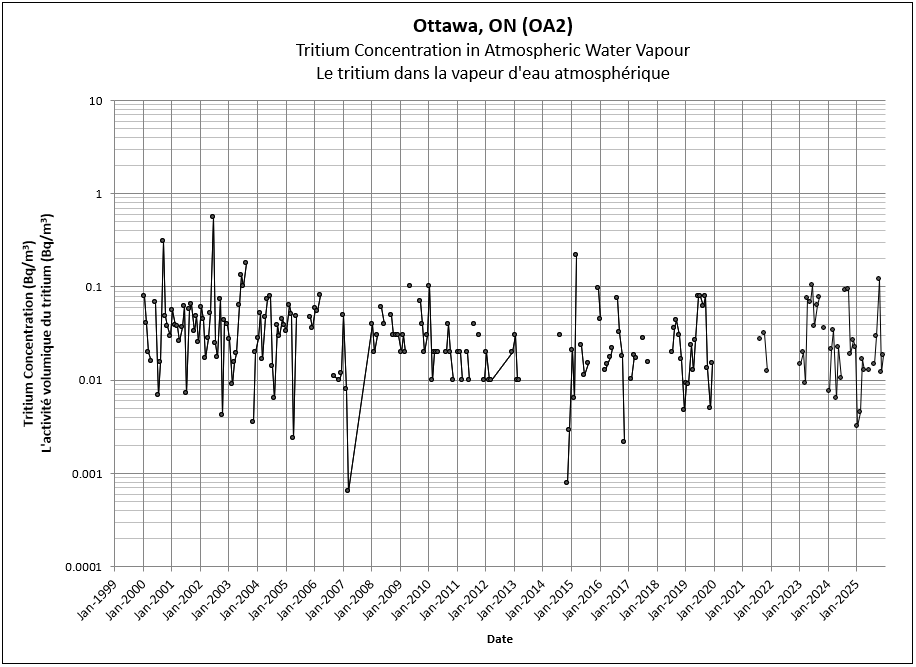 Ottawa, ON (OA2)
Tritium Concentration in Atmospheric Water Vapour
Le tritium dans la vapeur d'eau atmosphérique
Tritium Concentration (Bq/m³)
L'activité volumique du tritium (Bq/m³)
10
1
0.1
0.01
0.001
0.0001
Jan-1999
Jan-2000
Jan-2001
Jan-2002
Jan-2003
Jan-2004
Jan-2005
Jan-2006
Jan-2007
Jan-2008
Jan-2009
Jan-2010
Jan-2011
Jan-2012
Jan-2013
Jan-2014
Jan-2015
Jan-2016
Jan-2017
Jan-2018
Jan-2019
Jan-2020
Jan-2021
Jan-2022
Jan-2023
Jan-2024
Jan-2025
Date